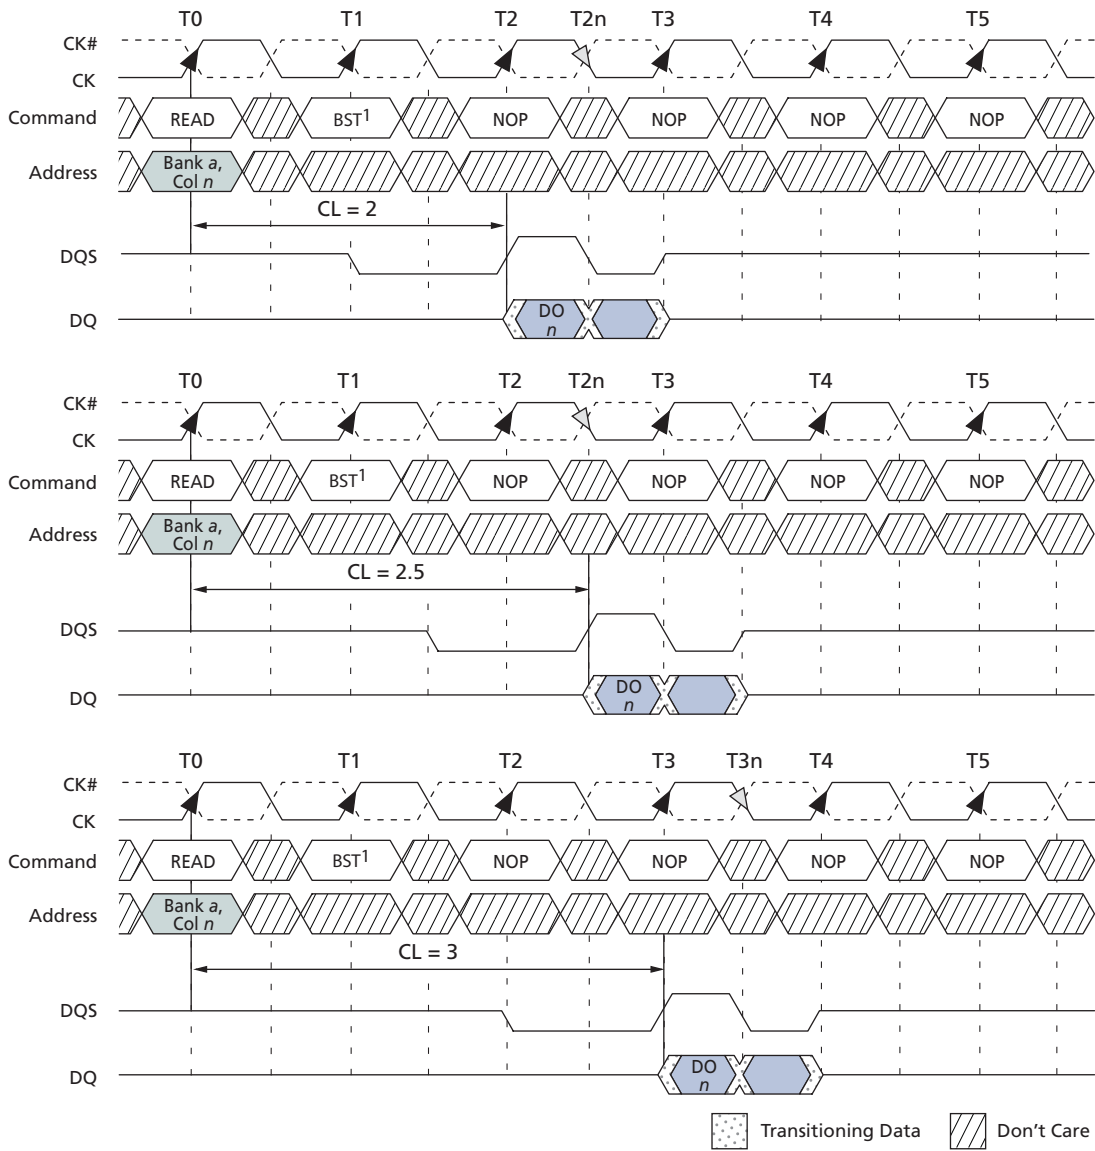 T0 T1 T2 T2n T3 T4 T5
CK#
CK
Command READ BST1 NOP NOP NOP NOP
Address Bank a,
Col n
CL = 2
DQS
DQ DO
n
T0 T1 T2 T2n T3 T4 T5
CK#
CK
Command READ BST1 NOP NOP NOP NOP
Address Bank a,
Col n
CL = 2.5
DQS
DQ DO
n
T0 T1 T2 T3 T3n T4 T5
CK#
CK
Command READ BST1 NOP NOP NOP NOP
Address Bank a,
Col n
CL = 3
DQS
DQ DO
n
Transitioning Data Don't Care